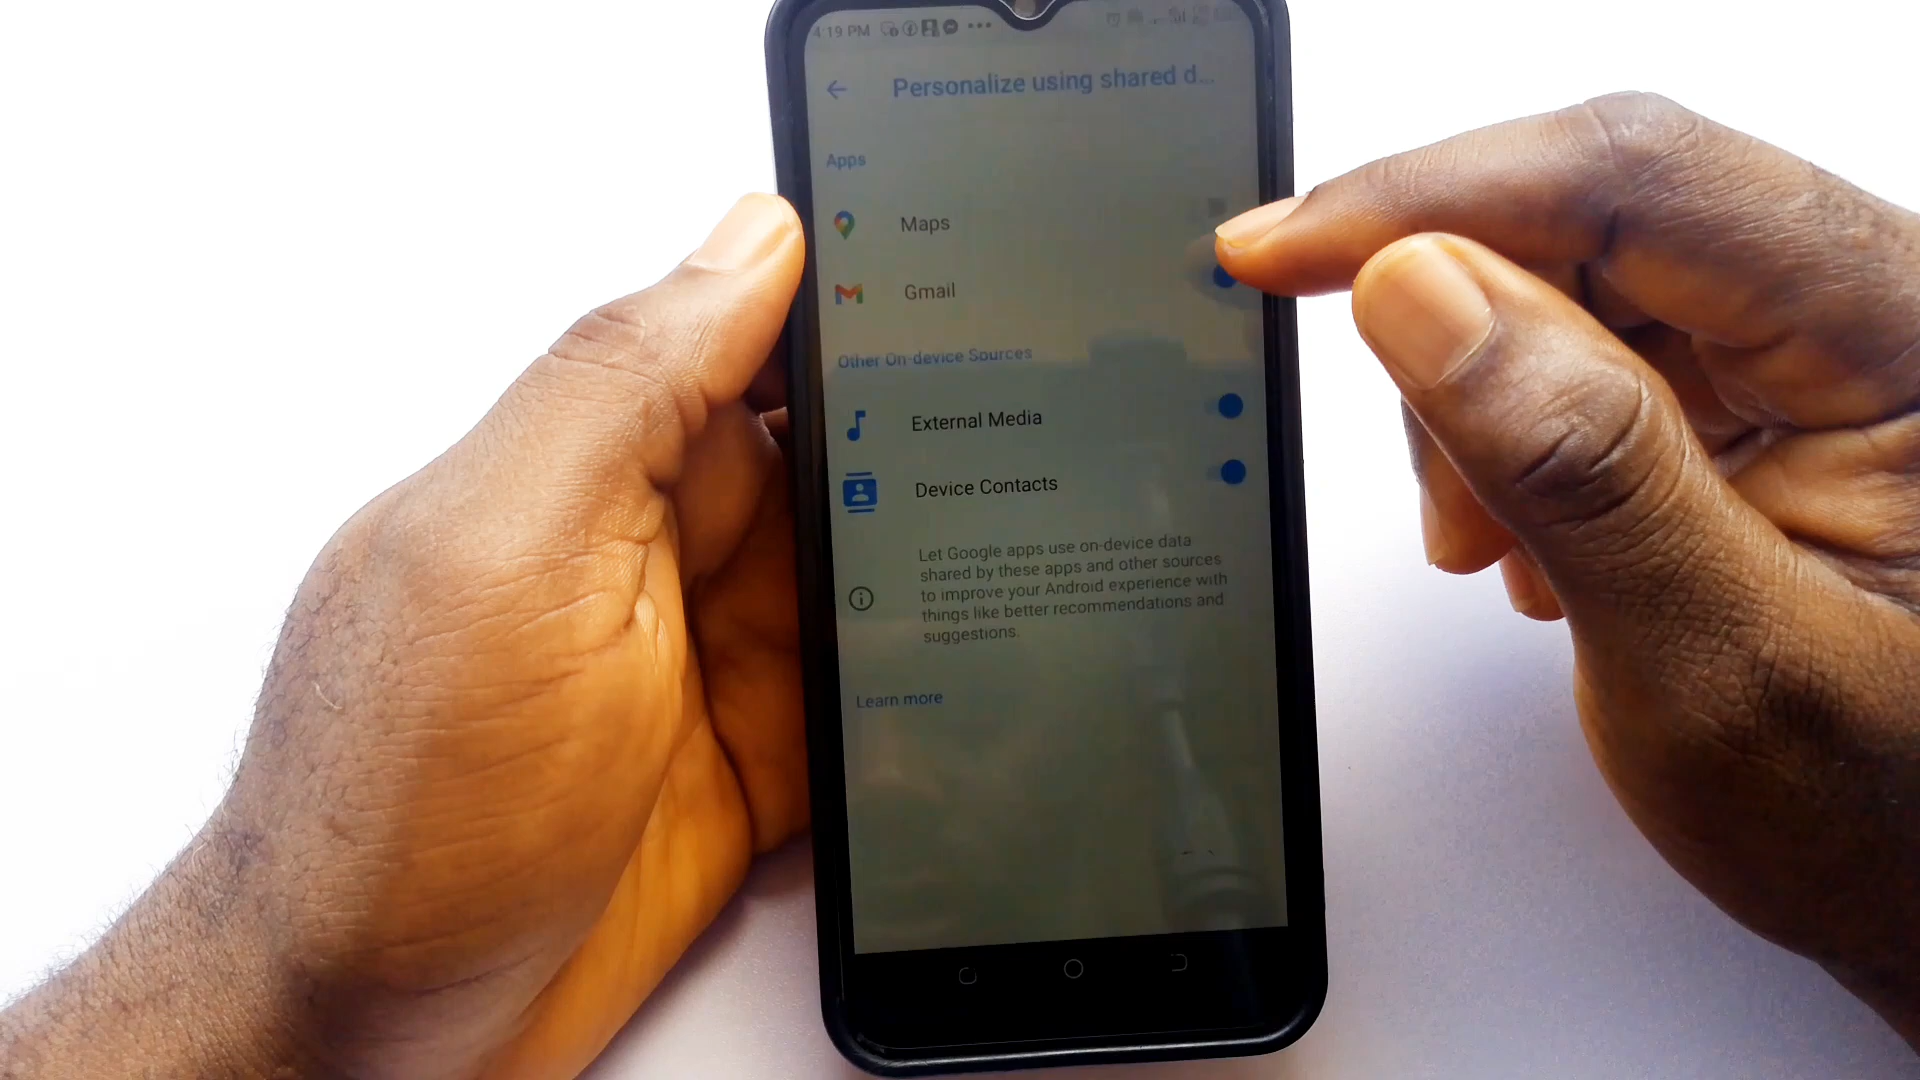 4:19 PM
Personalize using shared d...
Apps
Maps
Gmail
Other On-device Sources
External Media
Device Contacts
Let Google apps use on-device data
shared by these apps and other sources
to improve your Android experience with
things like better recommendations and
suggestions.
Learn more